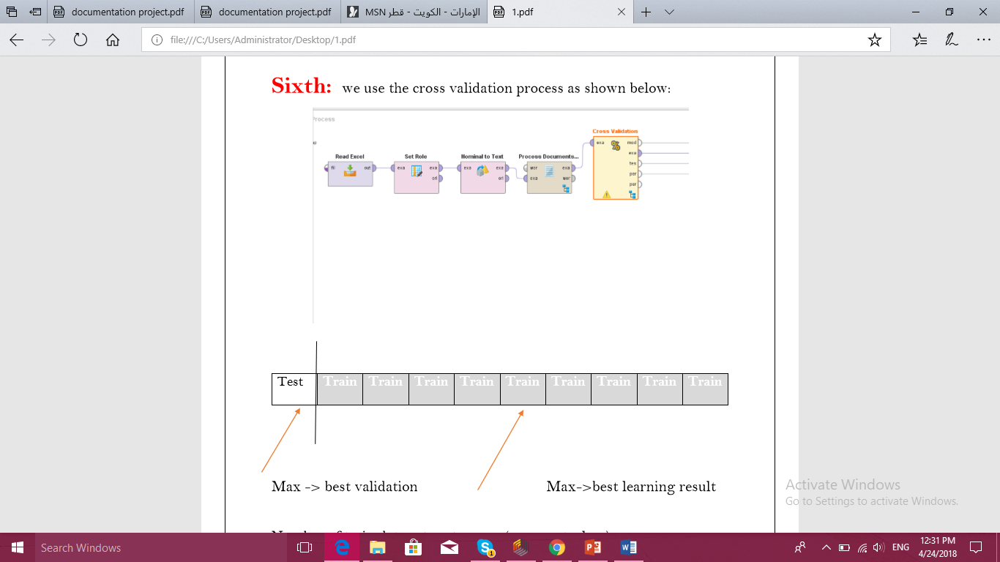 documentation project.pdf
documentation project.pdf
MSN الإمارات - الكويت - قطر
1.pdf
file:///C:/Users/Administrator/Desktop/1.pdf
Sixth: we use the cross validation process as shown below:
Process
Cross Validation
exa mod
exa
tes
per
per
Read Excel
fil out
Set Role
exa exa
ori
Nominal to Text
exa exa
ori
Process Documents...
wor exa
exa wor
Test Train Train Train Train Train Train Train Train Train
Max -> best validation Max->best learning result
Activate Windows
Go to Settings to activate Windows.
Search Windows
ENG
12:31 PM
4/24/2018